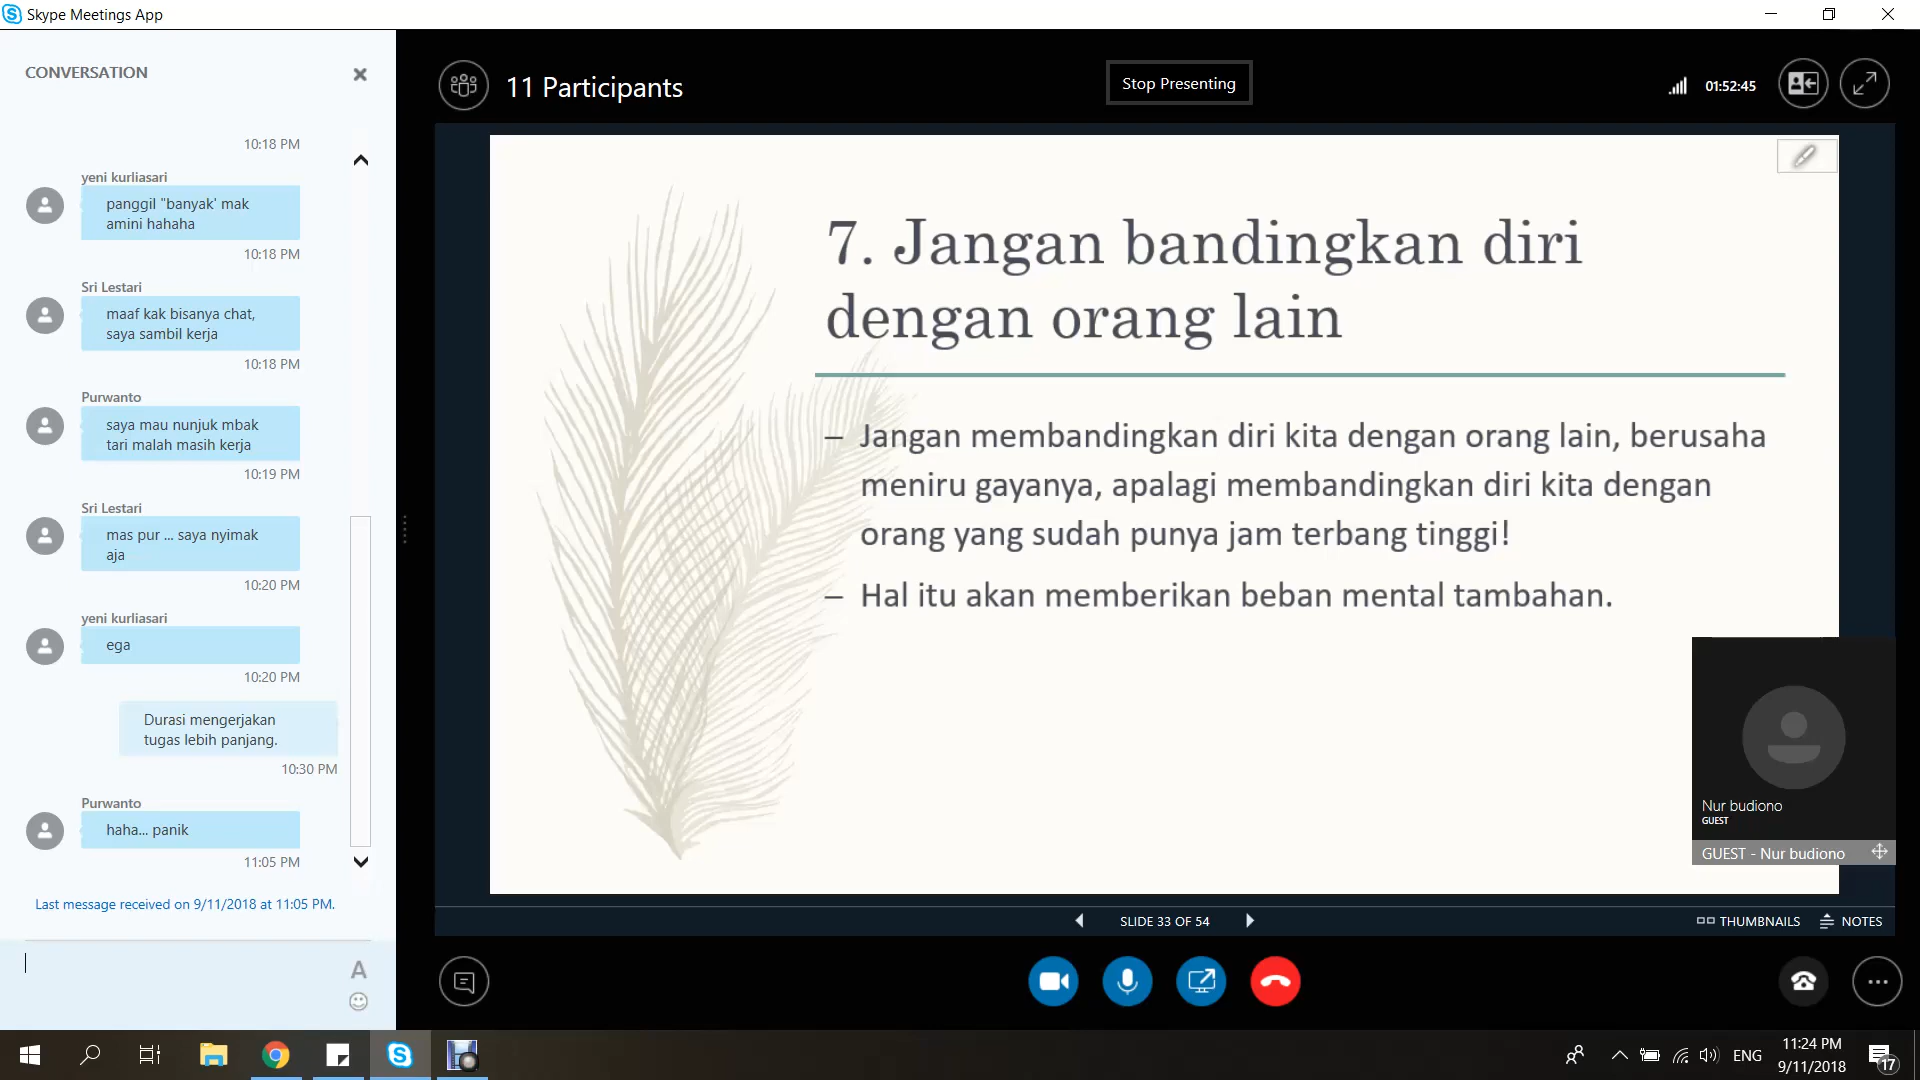 Skype Meetings App
CONVERSATION
10:18 PM
yeni kurliasari
panggil "banyak' mak
amini hahaha
10:18 PM
Sri Lestari
maaf kak bisanya chat,
saya sambil kerja
10:18 PM
Purwanto
saya mau nunjuk mbak
tari malah masih kerja
10:19 PM
Sri Lestari
mas pur ... saya nyimak
aja
10:20 PM
yeni kurliasari
ega
10:20 PM
Durasi mengerjakan
tugas lebih panjang.
10:30 PM
Purwanto
haha... panik
11:05 PM
Last message received on 9/11/2018 at 11:05 PM.
A
11 Participants
Stop Presenting
01:52:45
7. Jangan bandingkan diri
dengan orang lain
– Jangan membandingkan diri kita dengan orang lain, berusaha
meniru gayanya, apalagi membandingkan diri kita dengan
orang yang sudah punya jam terbang tinggi!
– Hal itu akan memberikan beban mental tambahan.
Nur budiono
GUEST
GUEST - Nur budiono
SLIDE 33 OF 54
THUMBNAILS
NOTES
ENG
11:24 PM
9/11/2018
17